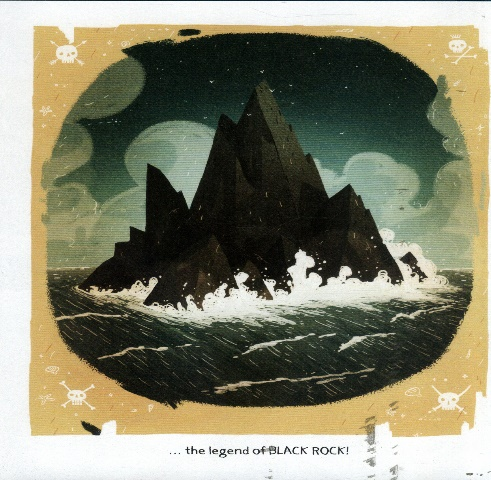 ... the legend of BLACK ROCK!